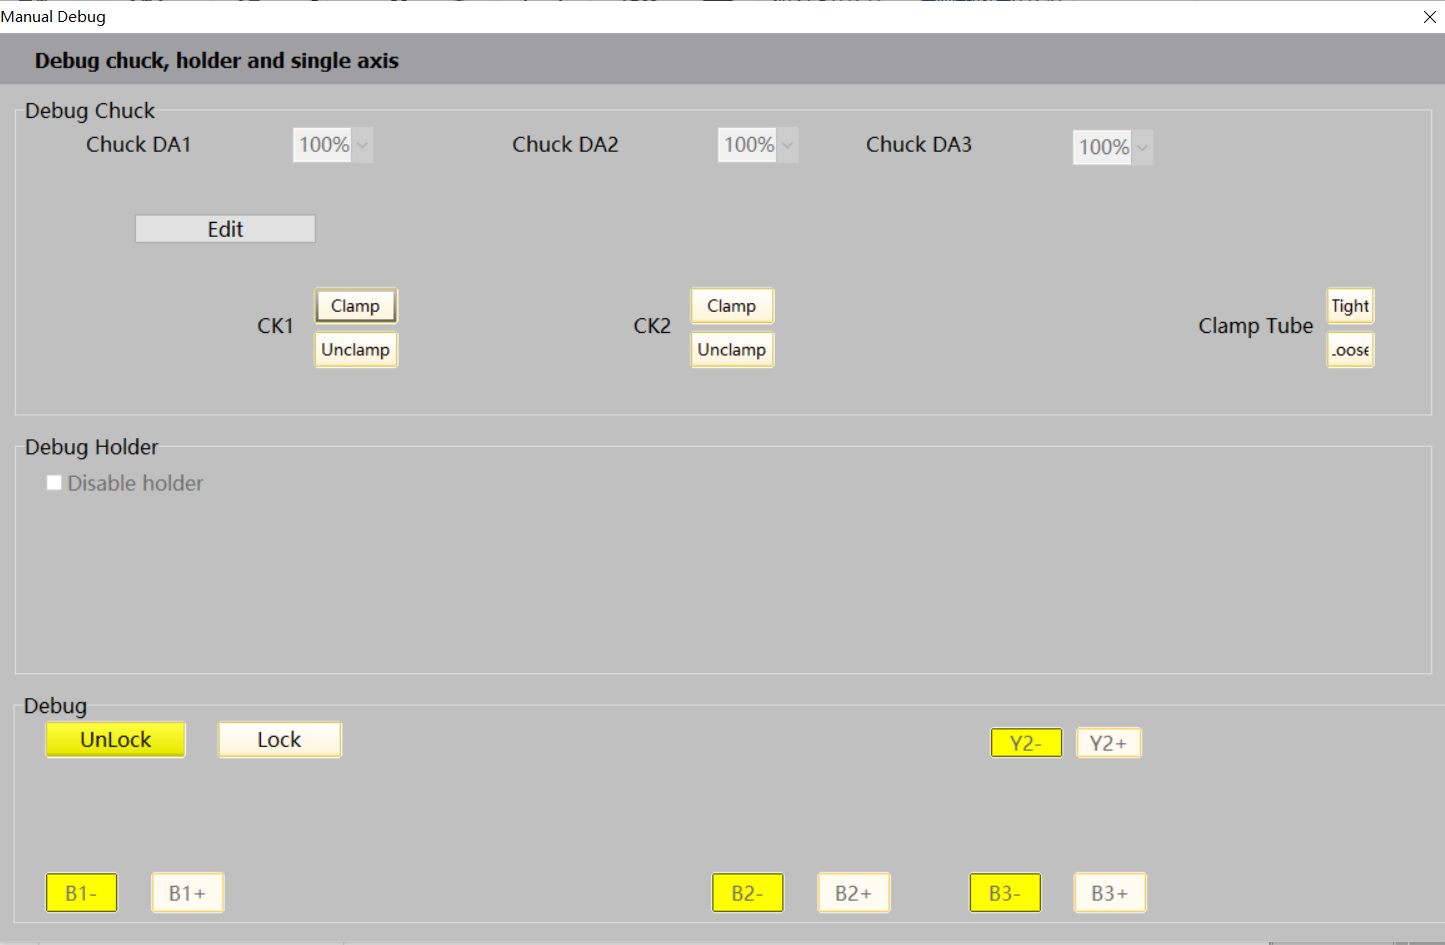 Manual Debug
Debug chuck, holder and single axis
Debug Chuck
Chuck DA1 100% Chuck DA2 100% Chuck DA3 100%
Edit
CK1 Clamp Unclamp
CK2 Clamp Unclamp
Clamp Tube Tight Loose
Debug Holder
Disable holder
Debug
UnLock Lock Y2- Y2+
B1- B1+ B2- B2+ B3- B3+